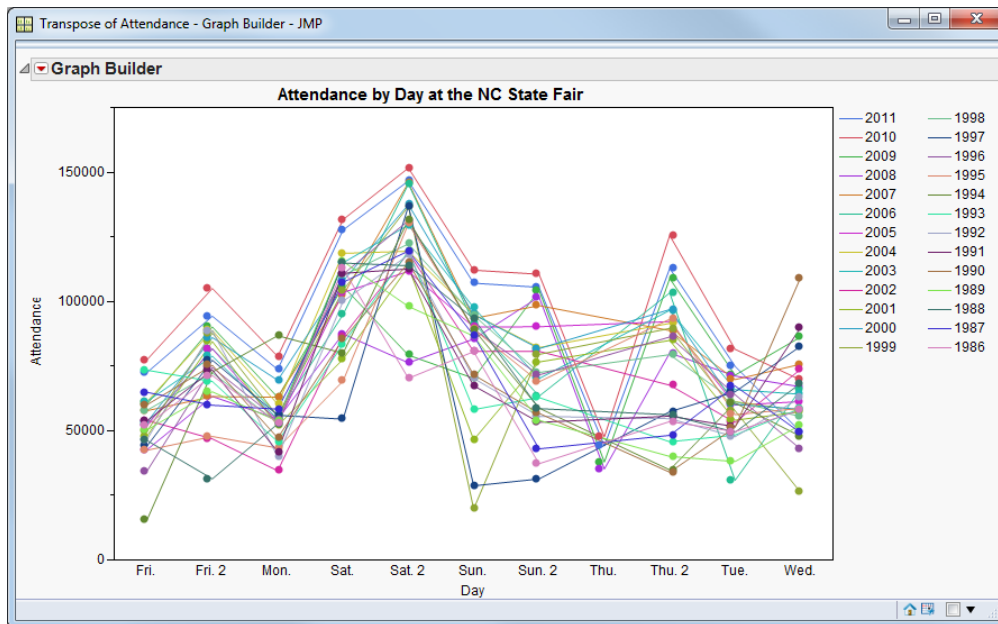 Transpose of Attendance - Graph Builder - JMP
Graph Builder
Attendance by Day at the NC State Fair
150000
100000
50000
0
Attendance
Fri. Fri. 2 Mon. Sat. Sat. 2 Sun. Sun. 2 Thu. Thu. 2 Tue. Wed.
Day
2011 1998
2010 1997
2009 1996
2008 1995
2007 1994
2006 1993
2005 1992
2004 1991
2003 1990
2002 1989
2001 1988
2000 1987
1999 1986